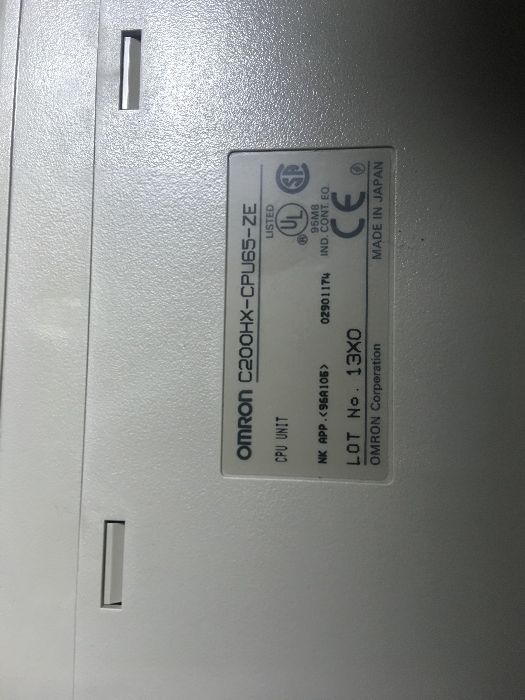 OMRON C200HX-CPU65-ZE
CPU UNIT
LISTED
UL
®
95M8
IND. CONT. EQ.
NK APP.<96A106> 02901174
LOT No. 13X0
CE
OMRON Corporation MADE IN JAPAN